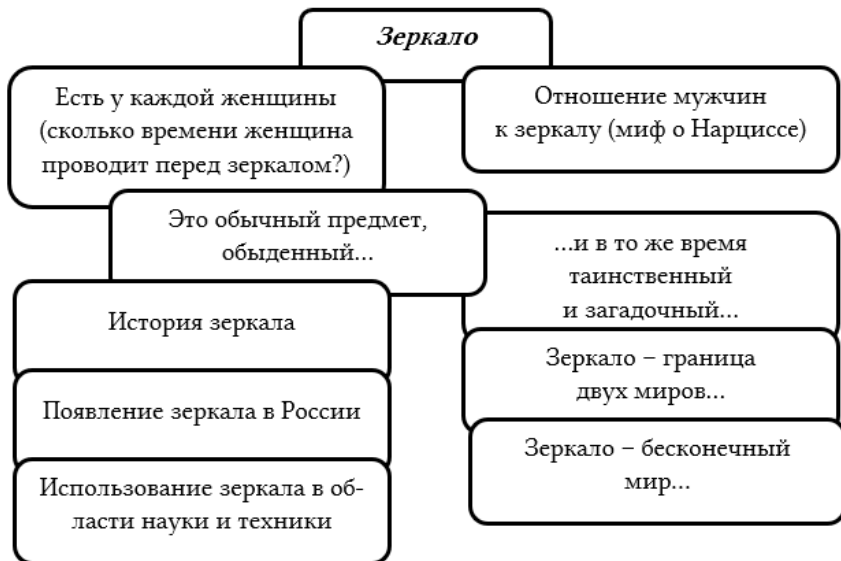 Зеркало
Есть у каждой женщины
(сколько времени женщина
проводит перед зеркалом?)
Отношение мужчин
к зеркалу (миф о Нарциссе)
Это обычный предмет,
обыденный...
...и в то же время
таинственный
и загадочный...
История зеркала
Зеркало – граница
двух миров...
Появление зеркала в России
Зеркало – бесконечный
мир...
Использование зеркала в об-
ласти науки и техники